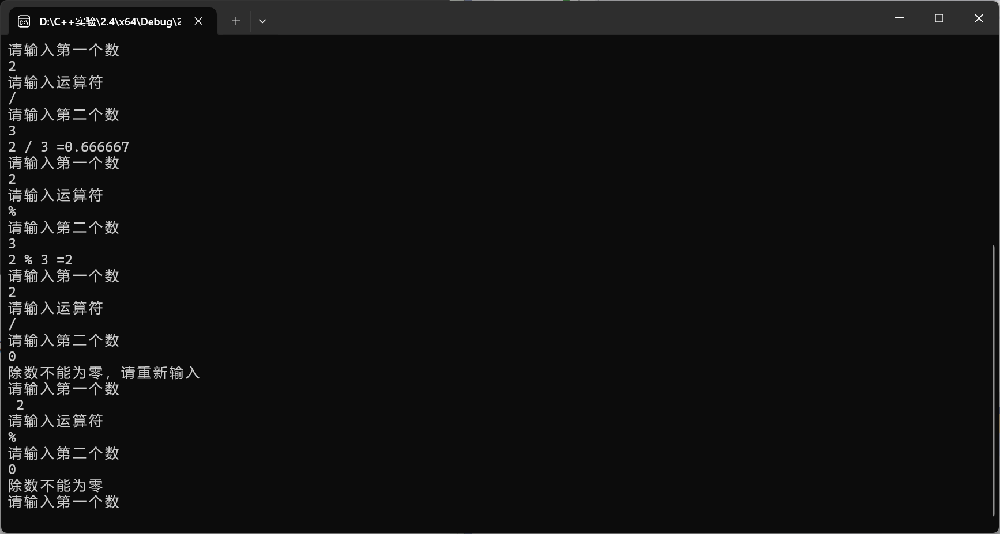 D:\C++实验\2.4\x64\Debug\2
请输入第一个数
2
请输入运算符
/
请输入第二个数
3
2 / 3 =0.666667
请输入第一个数
2
请输入运算符
%
请输入第二个数
3
2 % 3 =2
请输入第一个数
2
请输入运算符
/
请输入第二个数
0
除数不能为零，请重新输入
请输入第一个数
 2
请输入运算符
%
请输入第二个数
0
除数不能为零
请输入第一个数